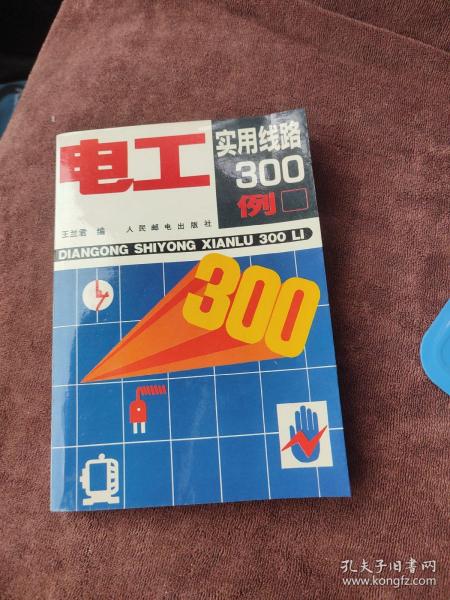 电工
实用线路
300
例
王兰君 编 人民邮电出版社
DIANGONG SHIYONG XIANLU 300 LI
300
孔夫子旧书网
www.kongfz.com